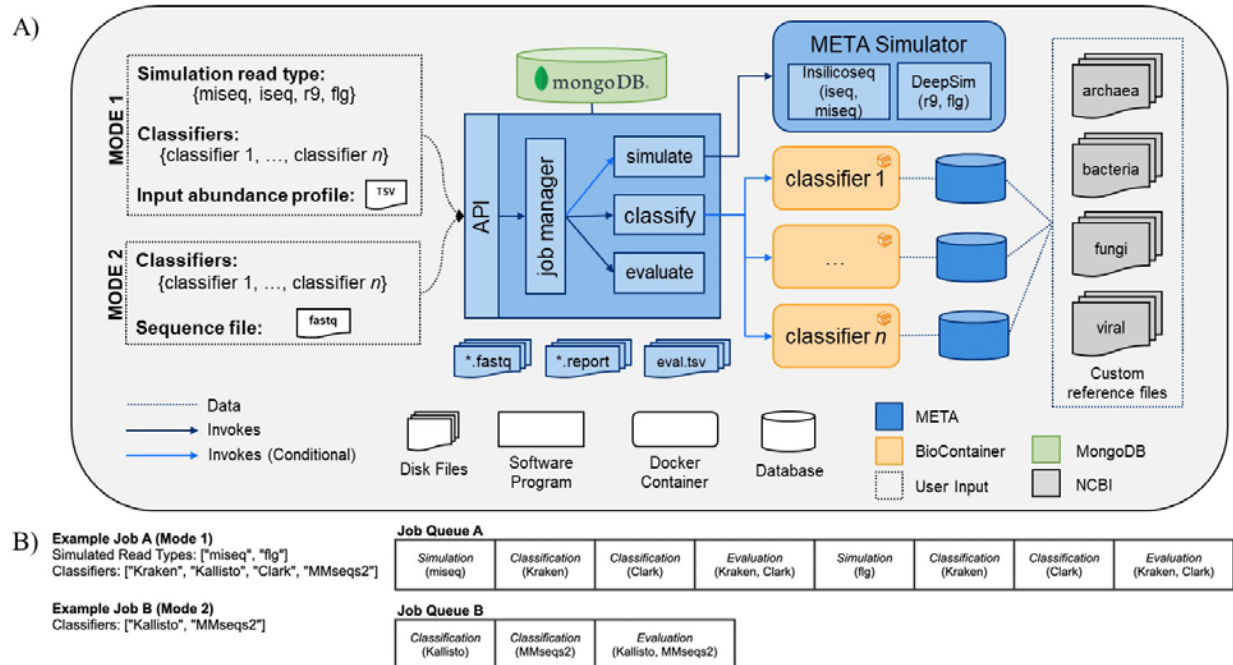 A)
MODE 1
Simulation read type:
{miseq, iseq, r9, flg}
Classifiers:
{classifier 1, …, classifier n}
Input abundance profile:
TSV
MODE 2
Classifiers:
{classifier 1, …, classifier n}
Sequence file:
fastq
mongoDB®
API
job manager
simulate
classify
evaluate
*.fastq
*.report
eval.tsv
META Simulator
Insilicoseq
(iseq,
miseq)
DeepSim
(r9, flg)
classifier 1
…
classifier n
archaea
bacteria
fungi
viral
Custom
reference files
Data
Invokes
Invokes (Conditional)
Disk Files
Software
Program
Docker
Container
Database
META
BioContainer
User Input
MongoDB
NCBI
B)
Example Job A (Mode 1)
Simulated Read Types: ["miseq", "flg"]
Classifiers: ["Kraken", "Kallisto", "Clark", "MMseqs2"]
Job Queue A
Simulation
(miseq)
Classification
(Kraken)
Classification
(Clark)
Evaluation
(Kraken, Clark)
Simulation
(flg)
Classification
(Kraken)
Classification
(Clark)
Evaluation
(Kraken, Clark)
Example Job B (Mode 2)
Classifiers: ["Kallisto", "MMseqs2"]
Job Queue B
Classification
(Kallisto)
Classification
(MMseqs2)
Evaluation
(Kallisto, MMseqs2)